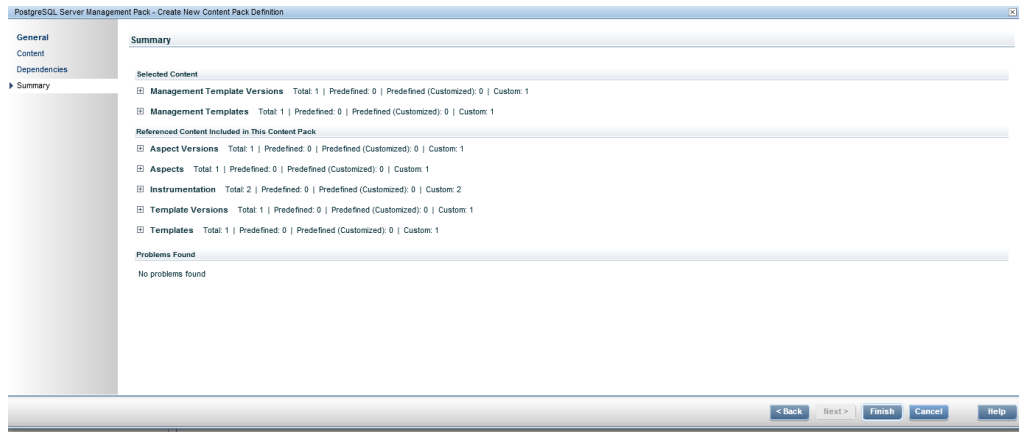 PostgreSQL Server Management Pack - Create New Content Pack Definition
General
Content
Dependencies
Summary
Summary
Selected Content
Management Template Versions Total: 1 | Predefined: 0 | Predefined (Customized): 0 | Custom: 1
Management Templates Total: 1 | Predefined: 0 | Predefined (Customized): 0 | Custom: 1
Referenced Content Included in This Content Pack
Aspect Versions Total: 1 | Predefined: 0 | Predefined (Customized): 0 | Custom: 1
Aspects Total: 1 | Predefined: 0 | Predefined (Customized): 0 | Custom: 1
Instrumentation Total: 2 | Predefined: 0 | Predefined (Customized): 0 | Custom: 2
Template Versions Total: 1 | Predefined: 0 | Predefined (Customized): 0 | Custom: 1
Templates Total: 1 | Predefined: 0 | Predefined (Customized): 0 | Custom: 1
Problems Found
No problems found
< Back Next > Finish Cancel Help